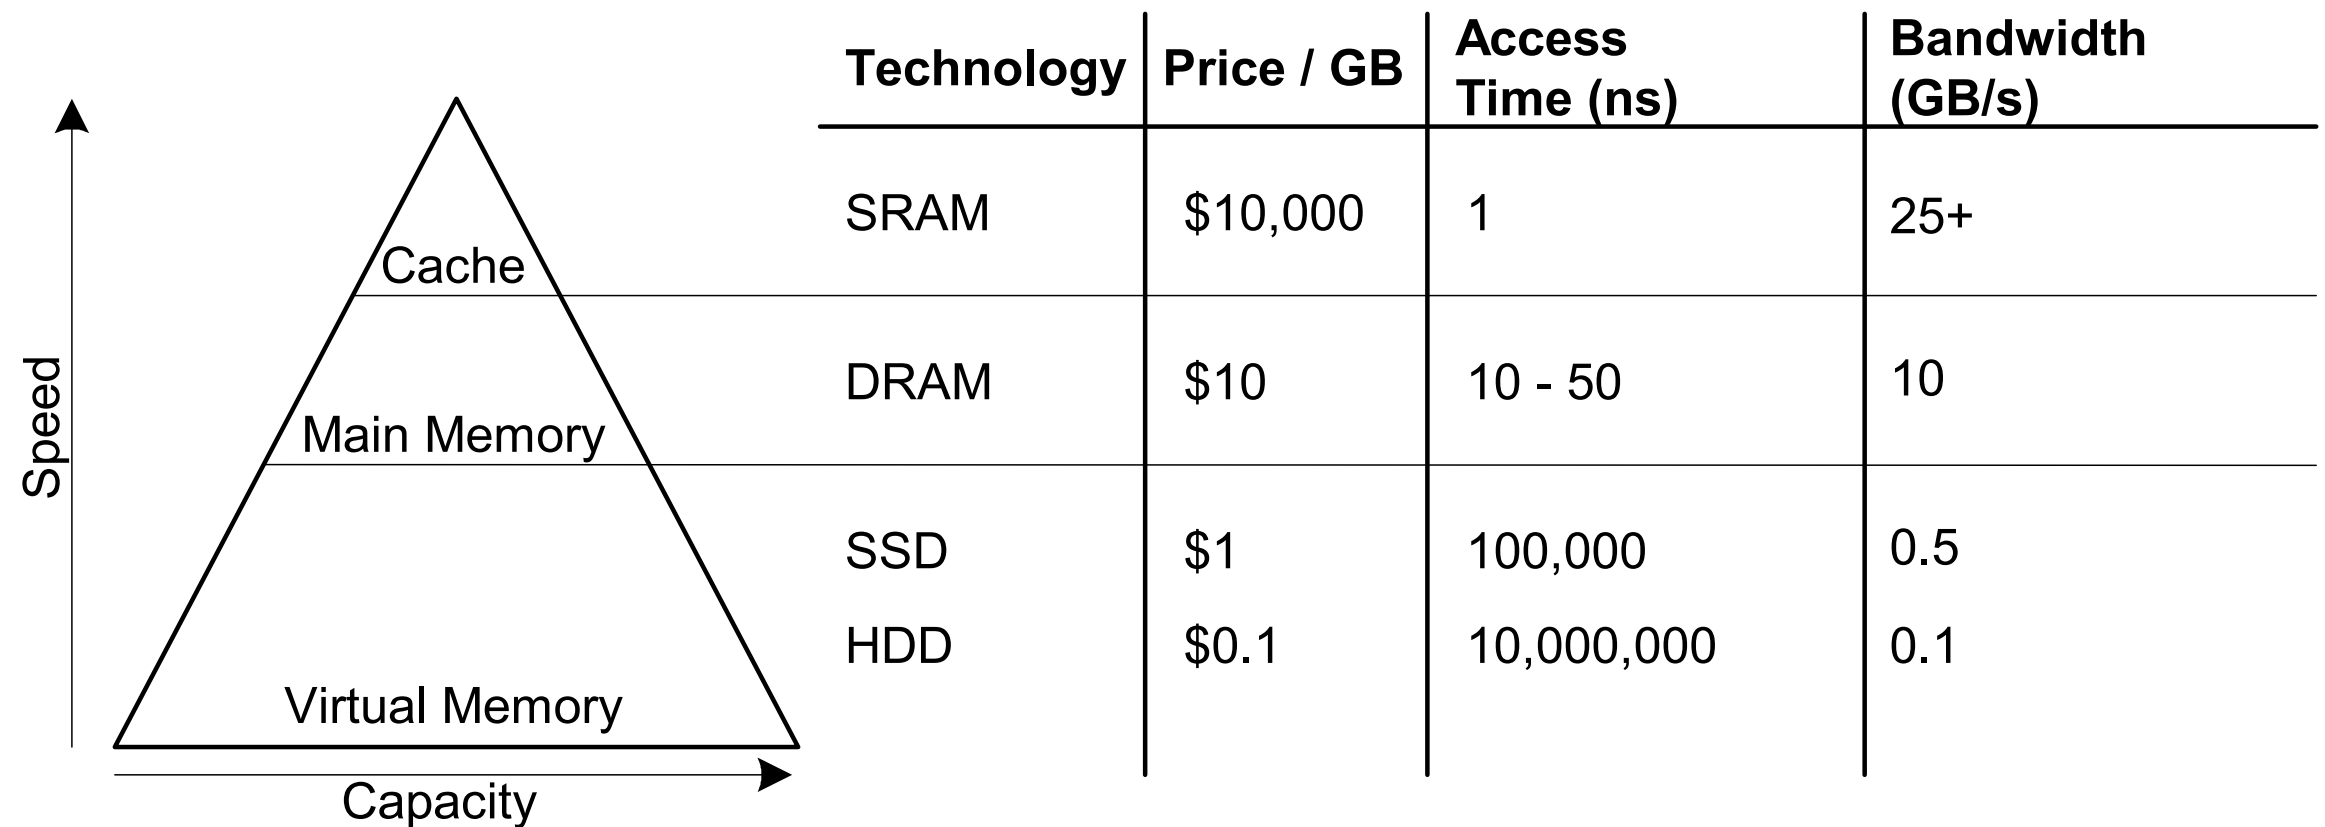 Technology Price / GB Access Time (ns) Bandwidth (GB/s)
SRAM $10,000 1 25+
Cache
DRAM $10 10 - 50 10
Main Memory
SSD $1 100,000 0.5
HDD $0.1 10,000,000 0.1
Virtual Memory
Speed
Capacity